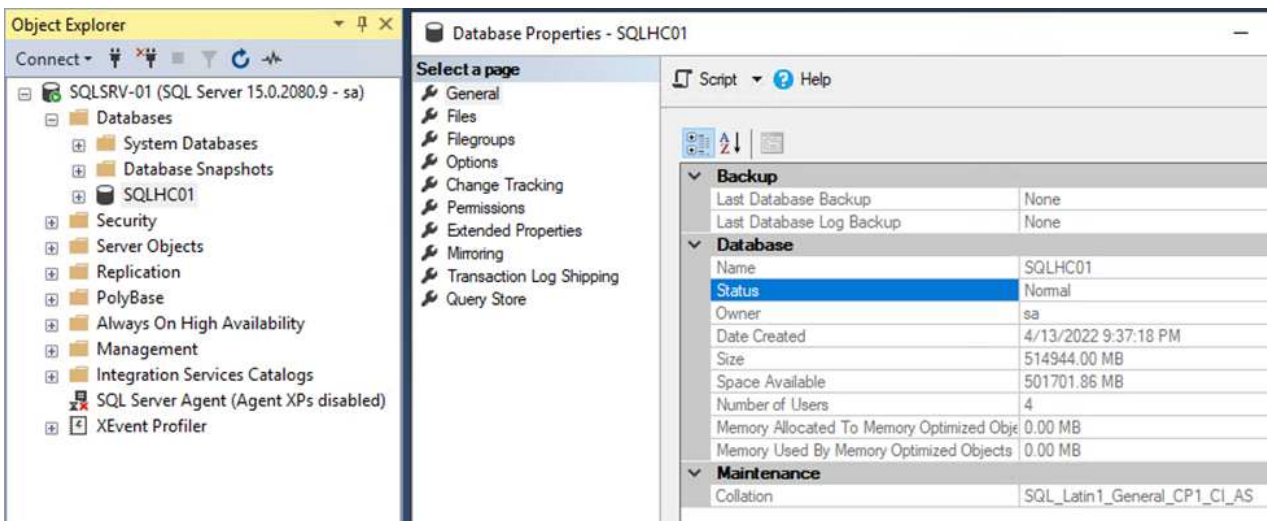 Object Explorer
Connect
SQLSRV-01 (SQL Server 15.0.2080.9 - sa)
Databases
System Databases
Database Snapshots
SQLHC01
Security
Server Objects
Replication
PolyBase
Always On High Availability
Management
Integration Services Catalogs
SQL Server Agent (Agent XPs disabled)
XEvent Profiler
Database Properties - SQLHC01
Select a page
General
Files
Filegroups
Options
Change Tracking
Permissions
Extended Properties
Mirroring
Transaction Log Shipping
Query Store
Script Help
Backup
Last Database Backup None
Last Database Log Backup None
Database
Name SQLHC01
Status Normal
Owner sa
Date Created 4/13/2022 9:37:18 PM
Size 514944.00 MB
Space Available 501701.86 MB
Number of Users 4
Memory Allocated To Memory Optimized Obje 0.00 MB
Memory Used By Memory Optimized Objects 0.00 MB
Maintenance
Collation SQL_Latin1_General_CP1_CI_AS